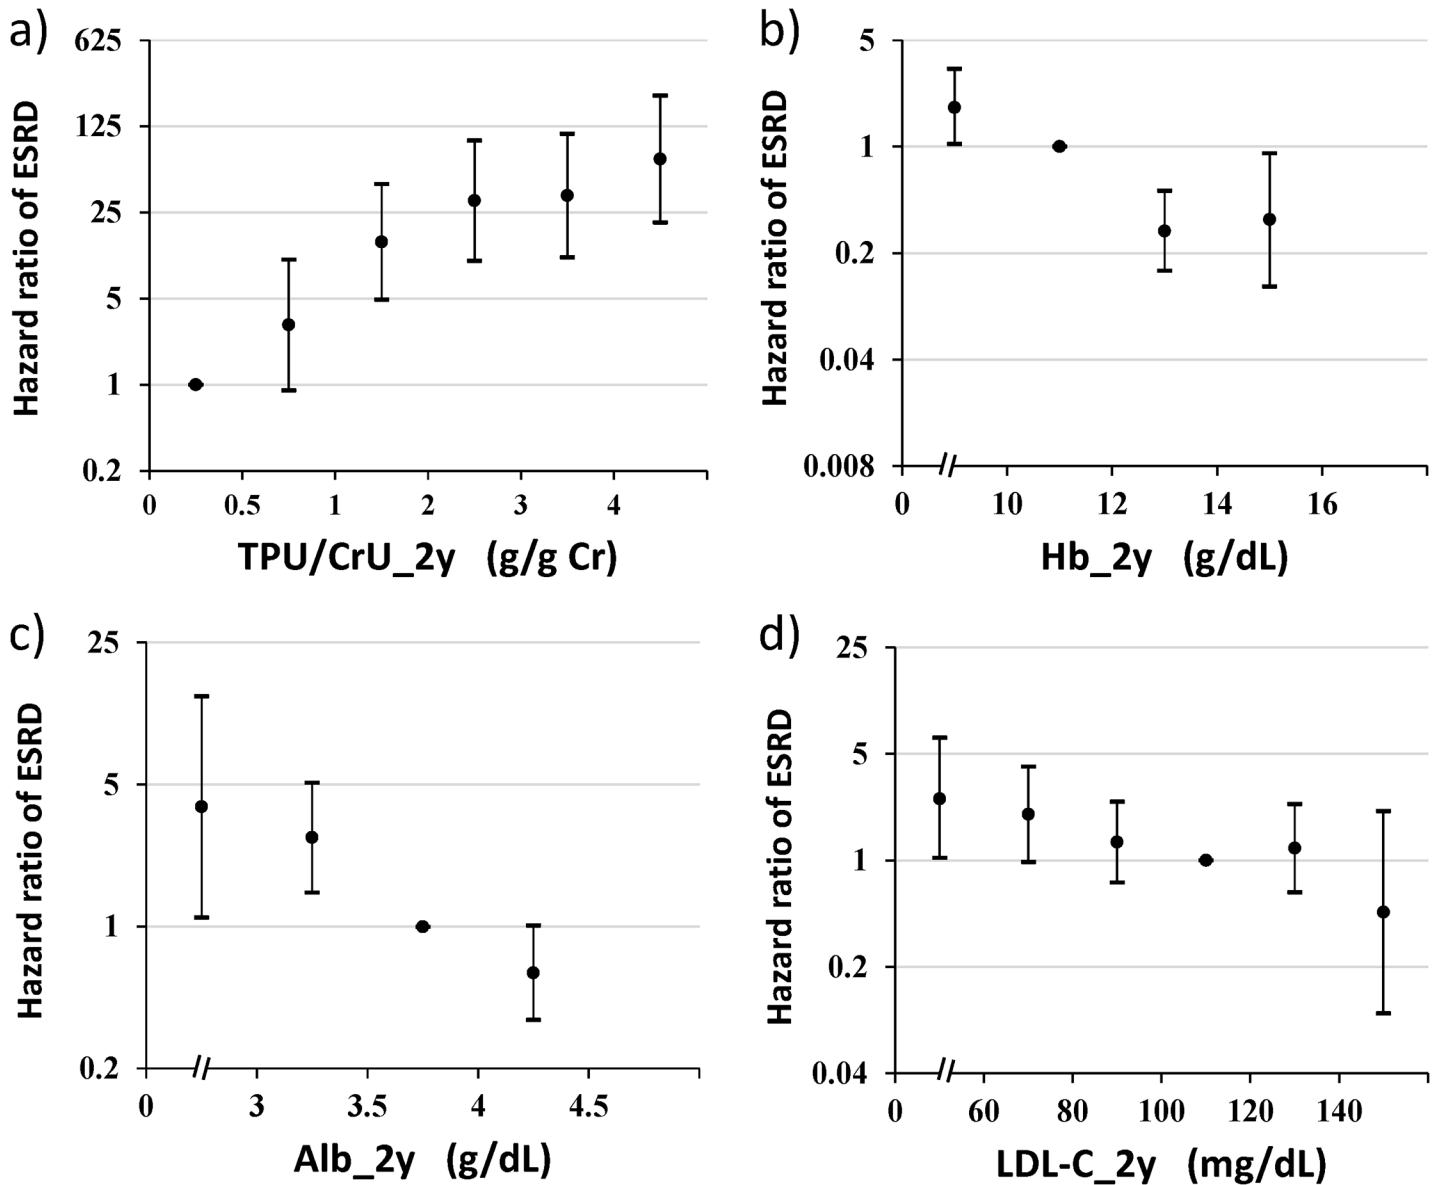 a)
Hazard ratio of ESRD
625
125
25
5
1
0.2
0 0.5 1 2 3 4
TPU/CrU_2y (g/g Cr)
b)
Hazard ratio of ESRD
5
1
0.2
0.04
0.008
0 10 12 14 16
Hb_2y (g/dL)
c)
Hazard ratio of ESRD
25
5
1
0.2
0 3 3.5 4 4.5
Alb_2y (g/dL)
d)
Hazard ratio of ESRD
25
5
1
0.2
0.04
0 60 80 100 120 140
LDL-C_2y (mg/dL)